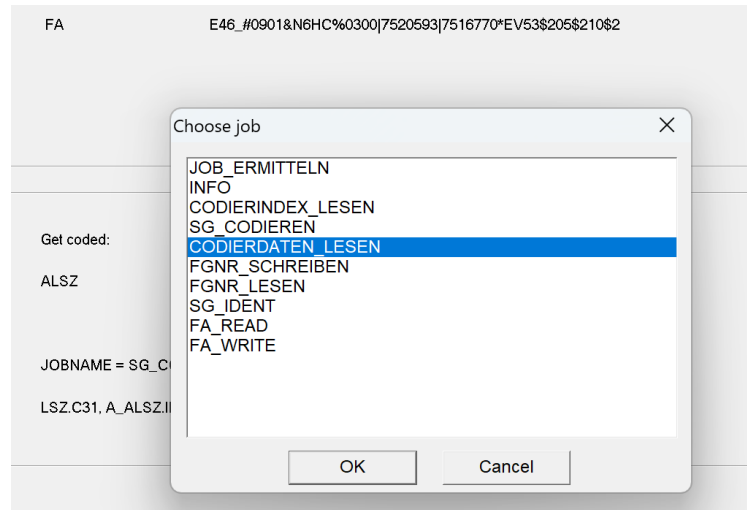 FA E46_#0901&N6HC%0300|7520593|7516770*EV53$205$210$2
Choose job
JOB_ERMITTELN
INFO
CODIERINDEX_LESEN
SG_CODIEREN
CODIERDATEN_LESEN
FGNR_SCHREIBEN
FGNR_LESEN
SG_IDENT
FA_READ
FA_WRITE
Get coded:
ALSZ
JOBNAME = SG_C
LSZ.C31, A_ALSZ.I
OK Cancel